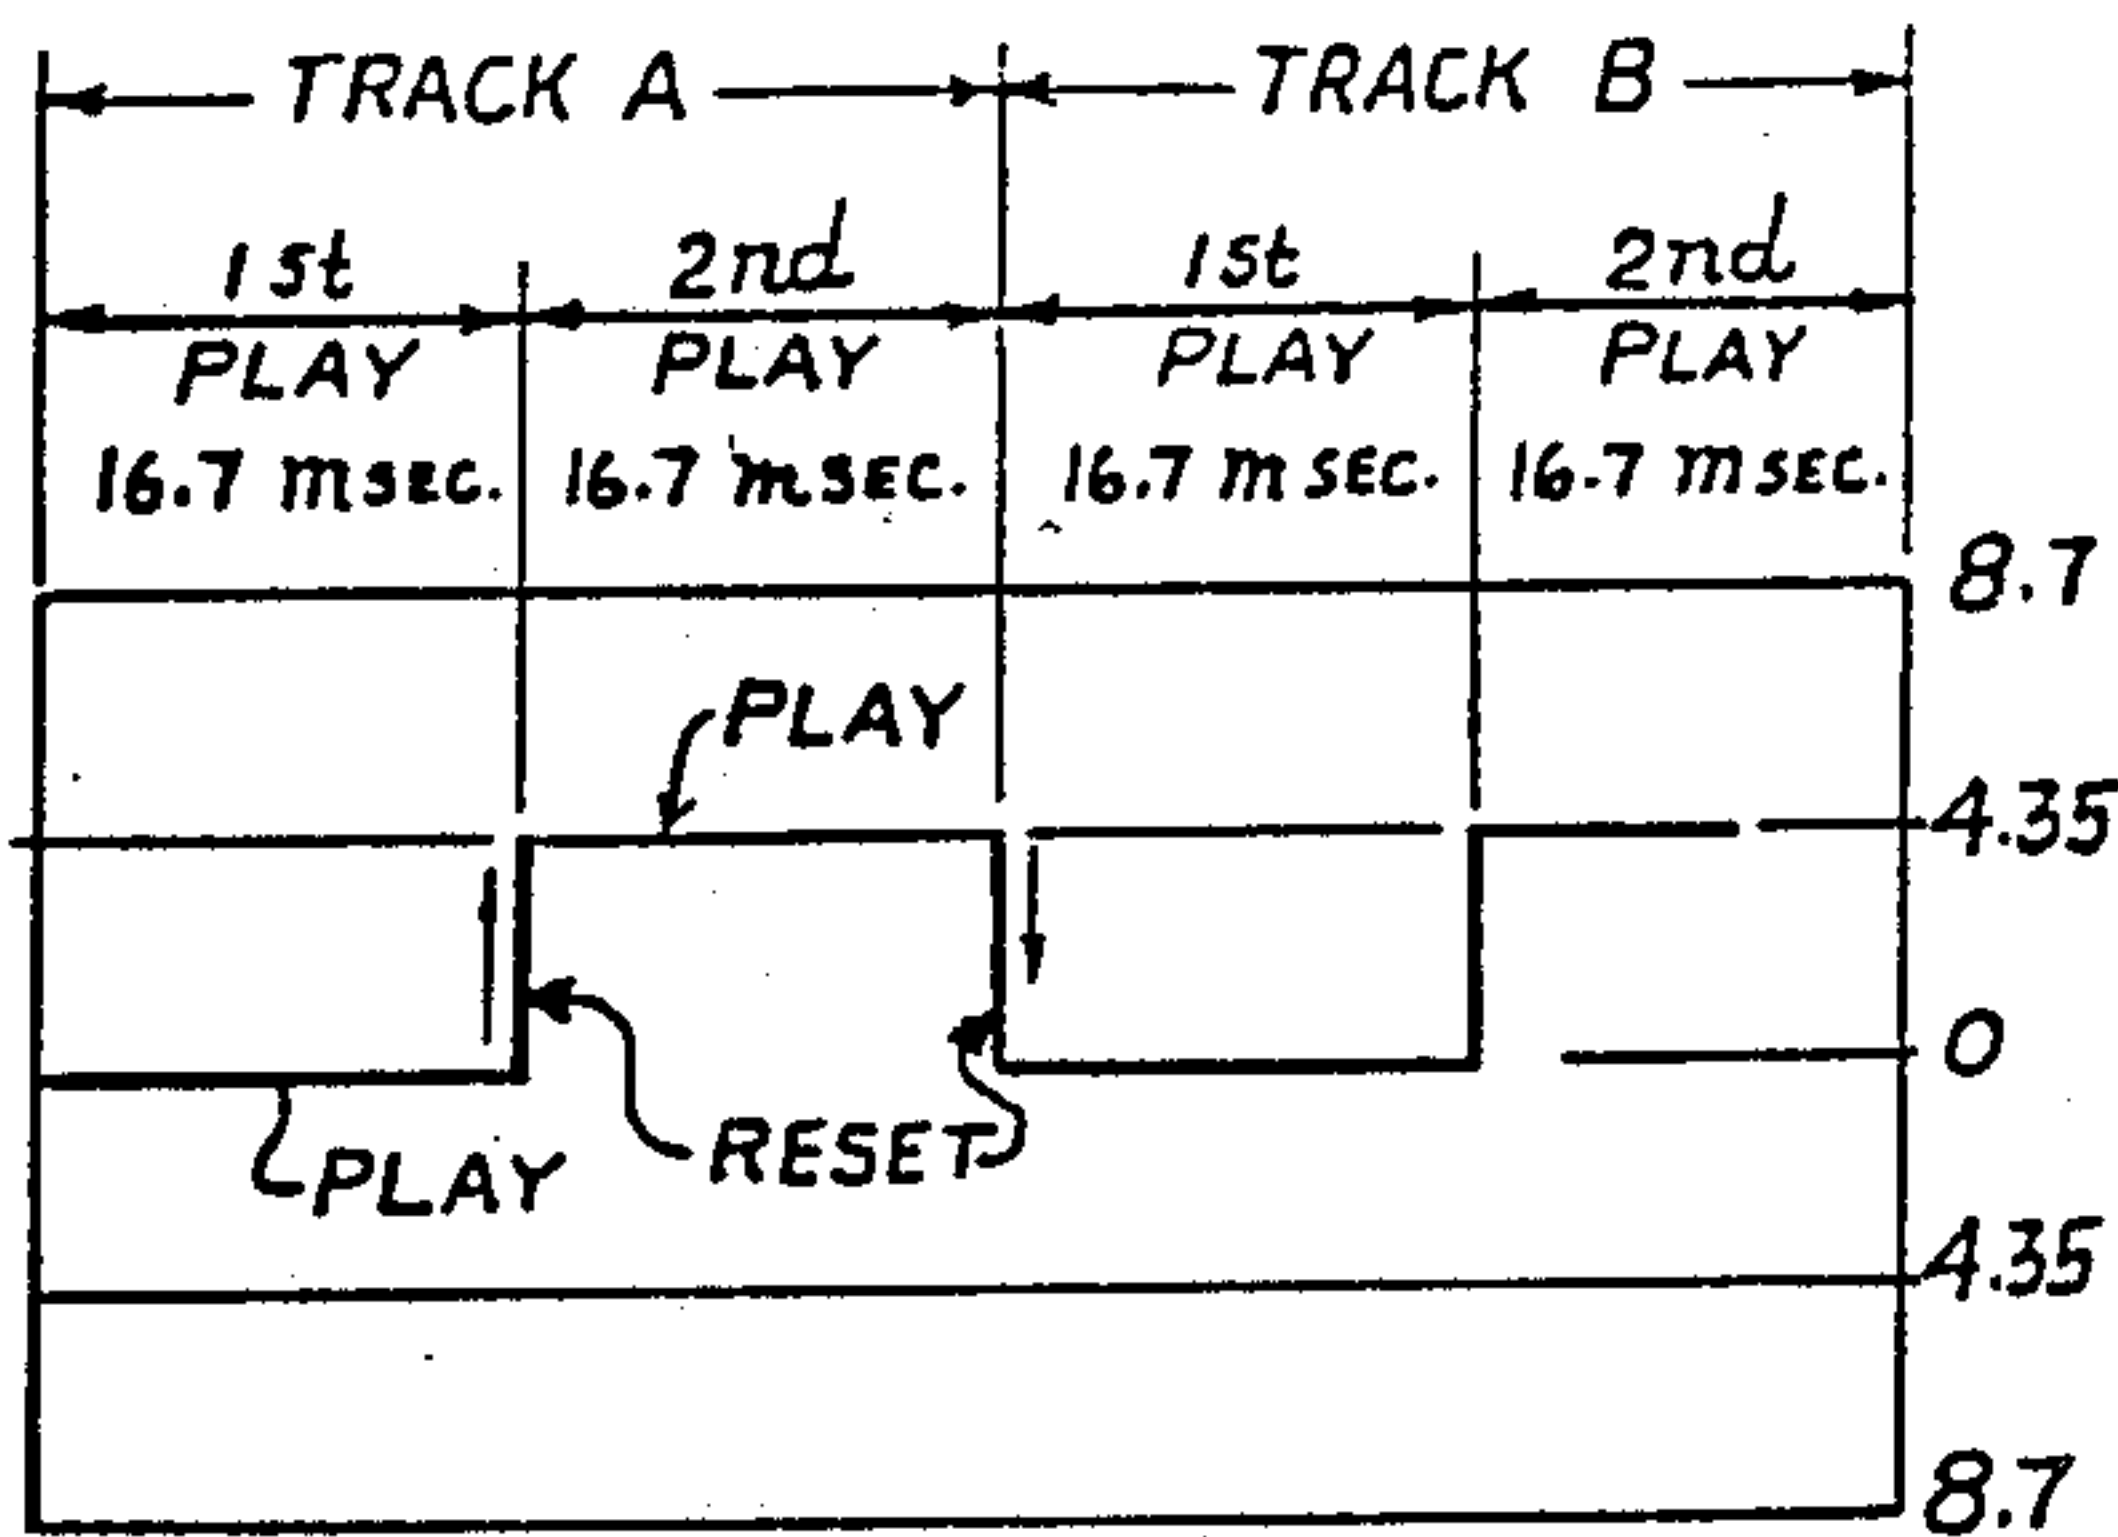 TRACK A TRACK B
1st 2nd 1st 2nd
PLAY PLAY PLAY PLAY
16.7 mSEC. 16.7 mSEC. 16.7 mSEC. 16.7 mSEC.
8.7
PLAY
4.35
0
RESET
PLAY
4.35
8.7